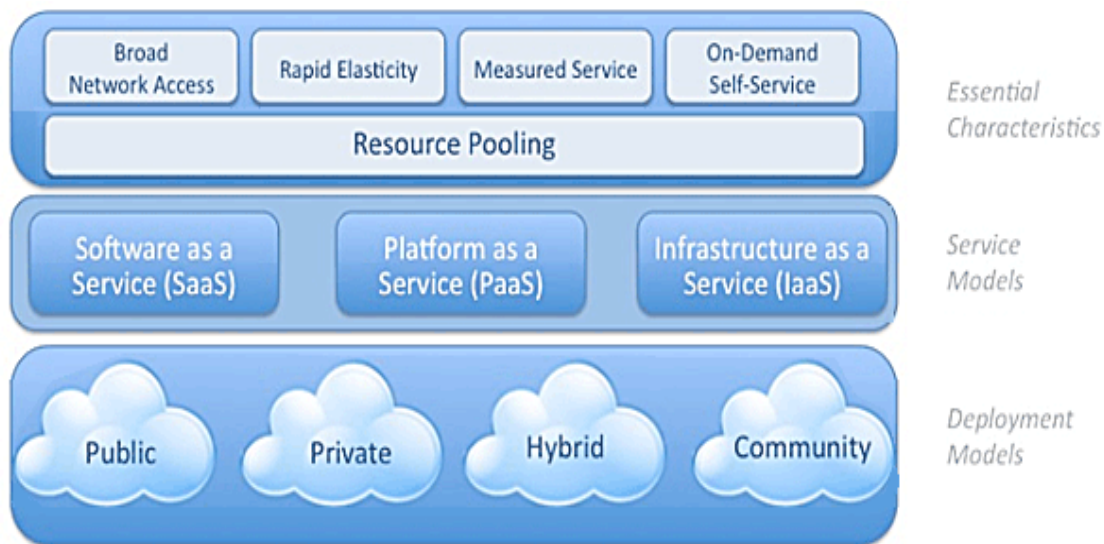 Broad
Network Access
Rapid Elasticity
Measured Service
On-Demand
Self-Service
Resource Pooling
Essential
Characteristics
Software as a
Service (SaaS)
Platform as a
Service (PaaS)
Infrastructure as a
Service (IaaS)
Service
Models
Public
Private
Hybrid
Community
Deployment
Models